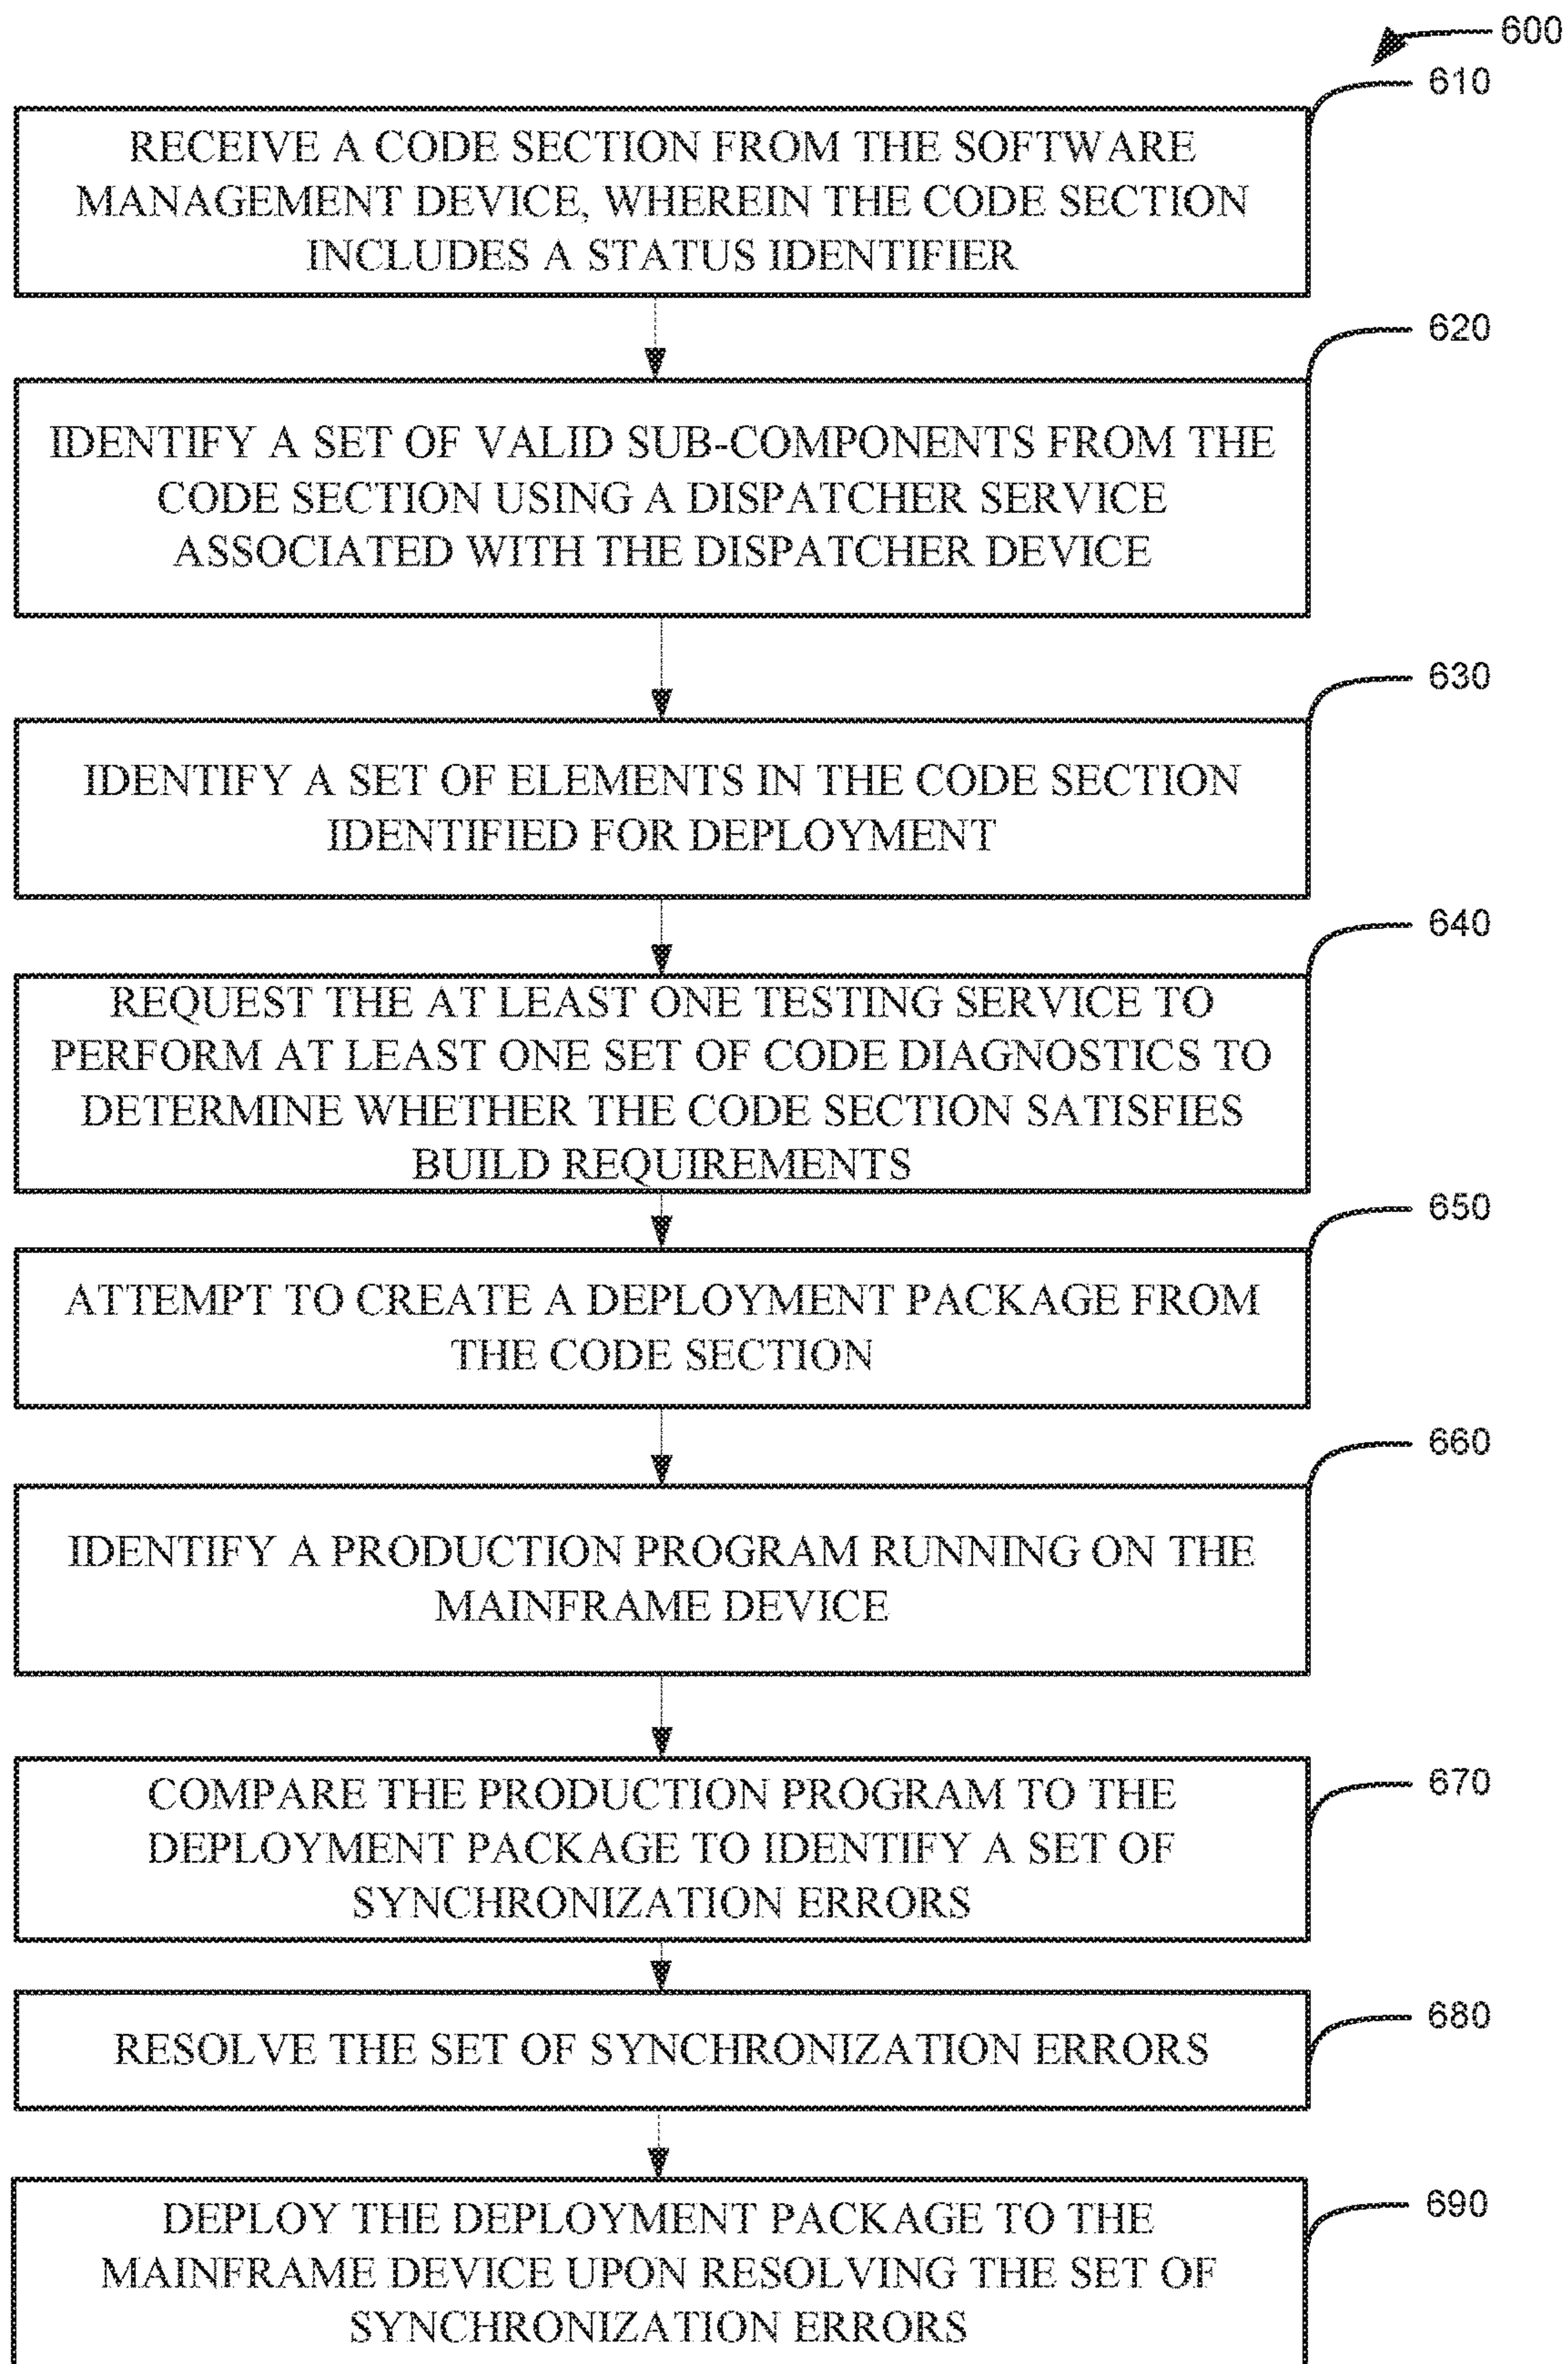 600
610
RECEIVE A CODE SECTION FROM THE SOFTWARE
MANAGEMENT DEVICE, WHEREIN THE CODE SECTION
INCLUDES A STATUS IDENTIFIER
620
IDENTIFY A SET OF VALID SUB-COMPONENTS FROM THE
CODE SECTION USING A DISPATCHER SERVICE
ASSOCIATED WITH THE DISPATCHER DEVICE
630
IDENTIFY A SET OF ELEMENTS IN THE CODE SECTION
IDENTIFIED FOR DEPLOYMENT
640
REQUEST THE AT LEAST ONE TESTING SERVICE TO
PERFORM AT LEAST ONE SET OF CODE DIAGNOSTICS TO
DETERMINE WHETHER THE CODE SECTION SATISFIES
BUILD REQUIREMENTS
650
ATTEMPT TO CREATE A DEPLOYMENT PACKAGE FROM
THE CODE SECTION
660
IDENTIFY A PRODUCTION PROGRAM RUNNING ON THE
MAINFRAME DEVICE
670
COMPARE THE PRODUCTION PROGRAM TO THE
DEPLOYMENT PACKAGE TO IDENTIFY A SET OF
SYNCHRONIZATION ERRORS
680
RESOLVE THE SET OF SYNCHRONIZATION ERRORS
690
DEPLOY THE DEPLOYMENT PACKAGE TO THE
MAINFRAME DEVICE UPON RESOLVING THE SET OF
SYNCHRONIZATION ERRORS